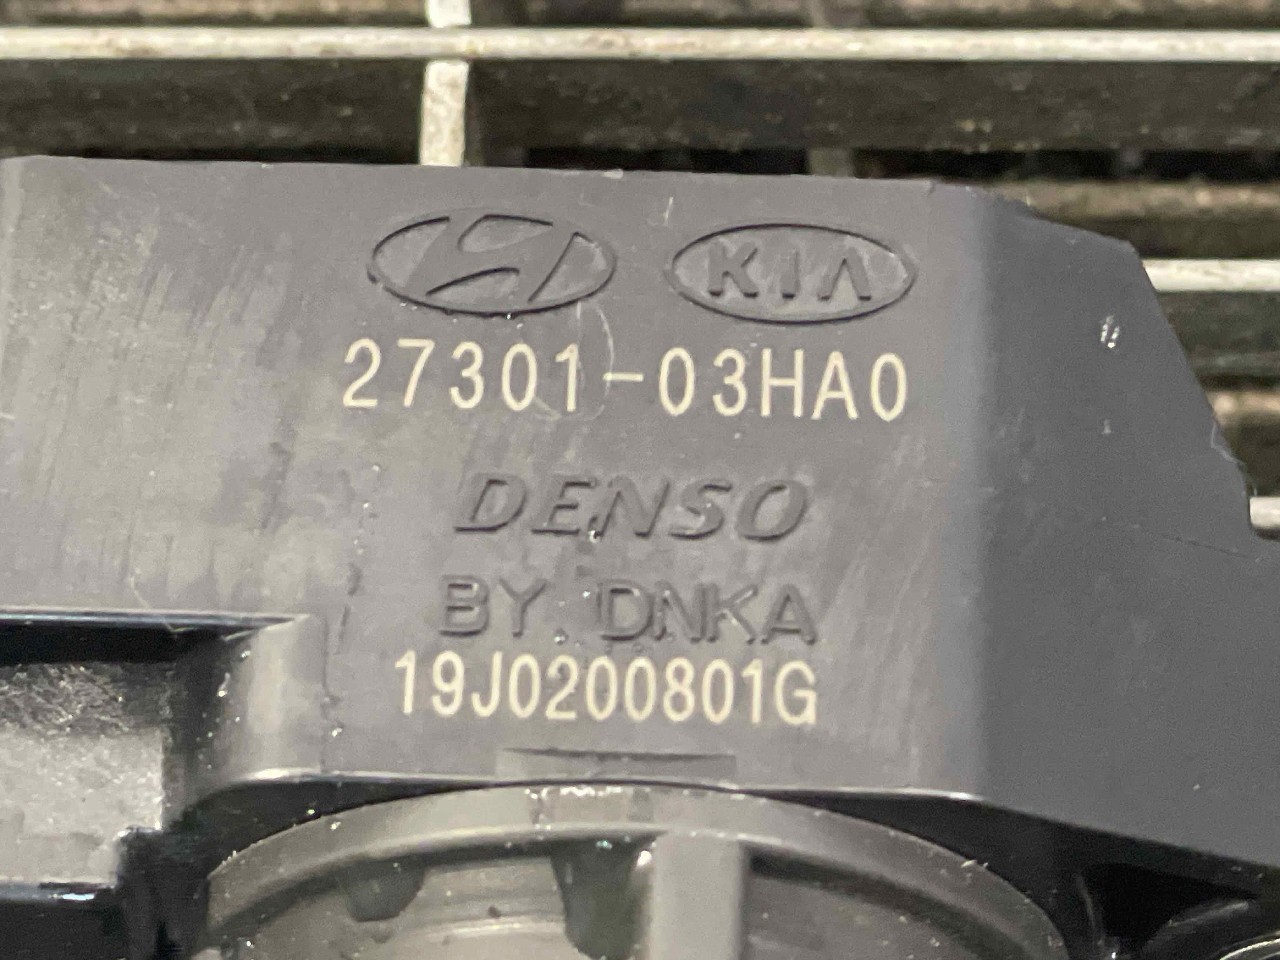 KIA
27301-03HA0
DENSO
BY DNKA
19J0200801G